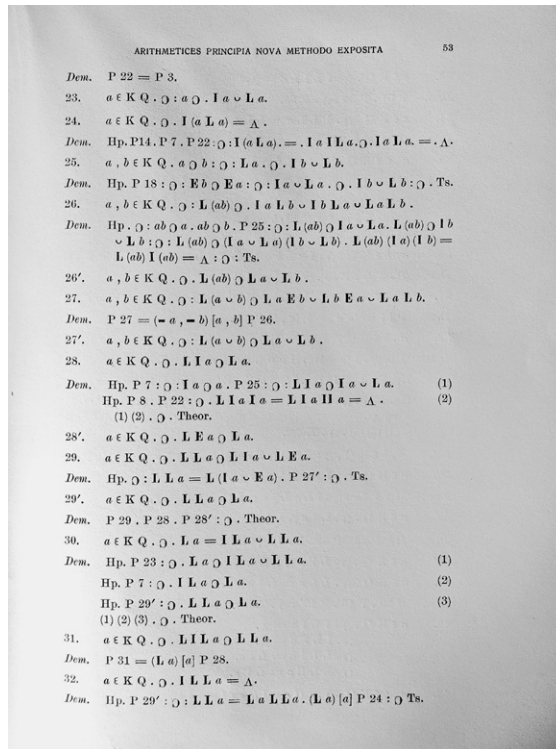 ARITHMETICES PRINCIPIA NOVA METHODO EXPOSITA 53
Dem. P 22 = P 3.
23. a ε K Q . Ɔ : a Ɔ . I a ∪ L a.
24. a ε K Q . Ɔ . I (a L a) = Λ .
Dem. Hp. P14 . P 7 . P 22 : Ɔ : I (a L a) . = . I a I L a . Ɔ . I a L a . = . Λ.
25. a , b ε K Q . a Ɔ b : Ɔ : L a . Ɔ . I b ∪ L b.
Dem. Hp. P 18 : Ɔ : E b Ɔ E a : Ɔ : I a ∪ L a . Ɔ . I b ∪ L b : Ɔ . Ts.
26. a , b ε K Q . Ɔ : L (ab) Ɔ . I a L b ∪ I b L a ∪ L a L b .
Dem. Hp . Ɔ : ab Ɔ a . ab Ɔ b . P 25 : Ɔ : L (ab) Ɔ I a ∪ L a . L (ab) Ɔ I b
∪ L b : Ɔ : L (ab) Ɔ (I a ∪ L a) (I b ∪ L b) . L (ab) (I a) (I b) =
L (ab) I (ab) = Λ : Ɔ : Ts.
26′. a , b ε K Q . Ɔ . L (ab) Ɔ L a ∪ L b .
27. a , b ε K Q . Ɔ : L (a ∪ b) Ɔ L a E b ∪ L b E a ∪ L a L b.
Dem. P 27 = (− a , − b) [a , b] P 26.
27′. a , b ε K Q . Ɔ : L (a ∪ b) Ɔ L a ∪ L b .
28. a ε K Q . Ɔ . L I a Ɔ L a.
Dem. Hp. P 7 : Ɔ : I a Ɔ a . P 25 : Ɔ : L I a Ɔ I a ∪ L a. (1)
Hp. P 8 . P 22 : Ɔ . L I a I a = L I a II a = Λ . (2)
(1) (2) . Ɔ . Theor.
28′. a ε K Q . Ɔ . L E a Ɔ L a.
29. a ε K Q . Ɔ . L L a Ɔ L I a ∪ L E a.
Dem. Hp. Ɔ : L L a = L (I a ∪ E a) . P 27′ : Ɔ . Ts.
29′. a ε K Q . Ɔ . L L a Ɔ L a.
Dem. P 29 . P 28 . P 28′ : Ɔ . Theor.
30. a ε K Q . Ɔ . L a = I L a ∪ L L a.
Dem. Hp. P 23 : Ɔ . L a Ɔ I L a ∪ L L a. (1)
Hp. P 7 : Ɔ . I L a Ɔ L a. (2)
Hp. P 29′ : Ɔ . L L a Ɔ L a. (3)
(1) (2) (3) . Ɔ . Theor.
31. a ε K Q . Ɔ . L I L a Ɔ L L a.
Dem. P 31 = (L a) [a] P 28.
32. a ε K Q . Ɔ . I L L a = Λ.
Dem. Hp. P 29′ : Ɔ : L L a = L a L L a . (L a) [a] P 24 : Ɔ Ts.